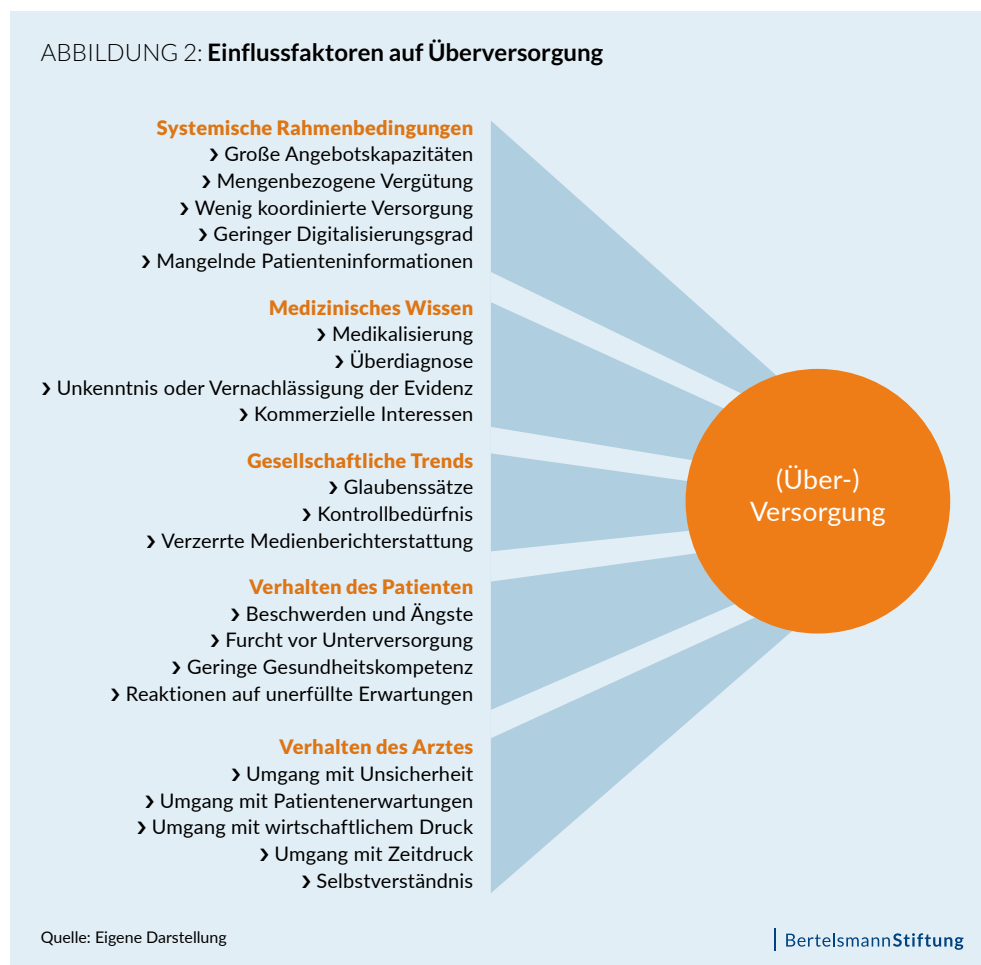 ABBILDUNG 2: Einflussfaktoren auf Überversorgung
Systemische Rahmenbedingungen
❯ Große Angebotskapazitäten
❯ Mengenbezogene Vergütung
❯ Wenig koordinierte Versorgung
❯ Geringer Digitalisierungsgrad
❯ Mangelnde Patienteninformationen
Medizinisches Wissen
❯ Medikalisierung
❯ Überdiagnose
❯ Unkenntnis oder Vernachlässigung der Evidenz
❯ Kommerzielle Interessen
Gesellschaftliche Trends
❯ Glaubenssätze
❯ Kontrollbedürfnis
❯ Verzerrte Medienberichterstattung
Verhalten des Patienten
❯ Beschwerden und Ängste
❯ Furcht vor Unterversorgung
❯ Geringe Gesundheitskompetenz
❯ Reaktionen auf unerfüllte Erwartungen
Verhalten des Arztes
❯ Umgang mit Unsicherheit
❯ Umgang mit Patientenerwartungen
❯ Umgang mit wirtschaftlichem Druck
❯ Umgang mit Zeitdruck
❯ Selbstverständnis
(Über-)
Versorgung
Quelle: Eigene Darstellung
BertelsmannStiftung